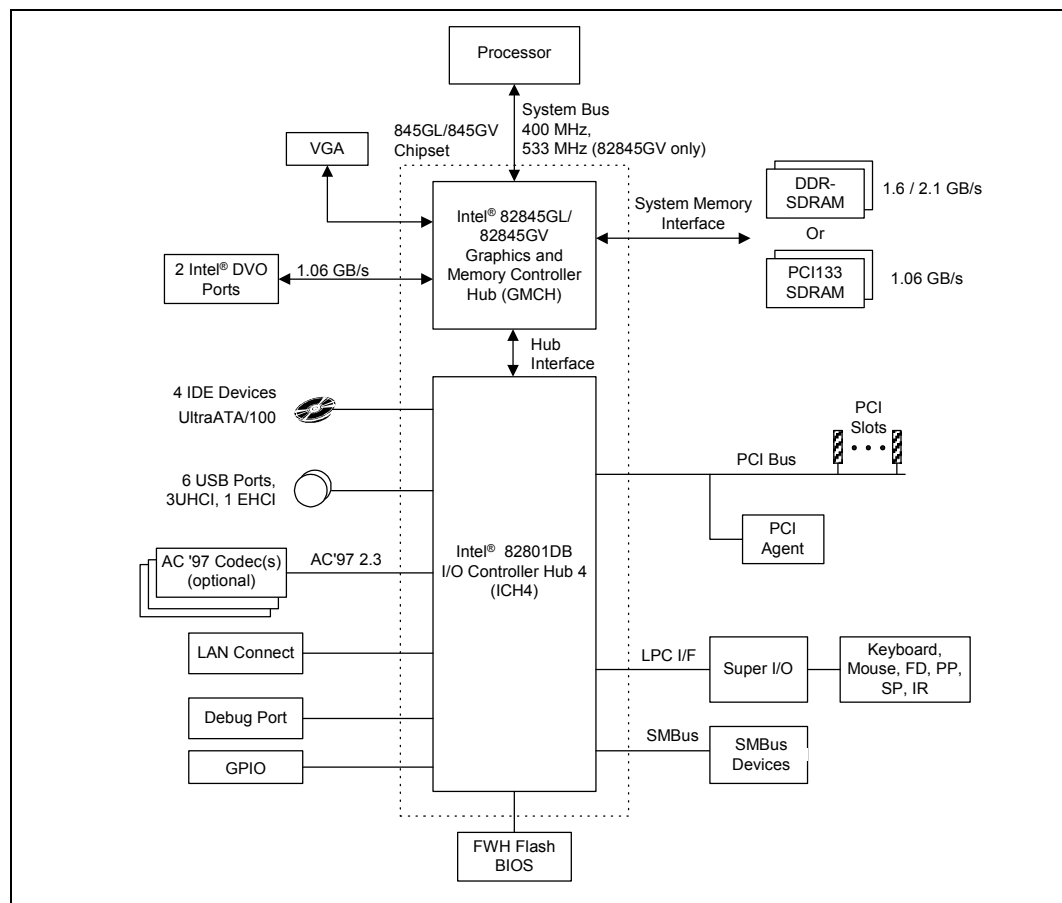 Processor
System Bus
400 MHz,
533 MHz (82845GV only)
845GL/845GV
Chipset
VGA
Intel® 82845GL/
82845GV
Graphics and
Memory Controller
Hub (GMCH)
System Memory
Interface
DDR-
SDRAM
1.6 / 2.1 GB/s
Or
PCI133
SDRAM
1.06 GB/s
2 Intel® DVO
Ports
1.06 GB/s
Hub
Interface
4 IDE Devices
UltraATA/100
PCI
Slots
PCI Bus
6 USB Ports,
3UHCI, 1 EHCI
PCI
Agent
AC '97 Codec(s)
(optional)
AC'97 2.3
Intel® 82801DB
I/O Controller Hub 4
(ICH4)
LAN Connect
LPC I/F
Super I/O
Keyboard,
Mouse, FD, PP,
SP, IR
Debug Port
SMBus
SMBus
Devices
GPIO
FWH Flash
BIOS